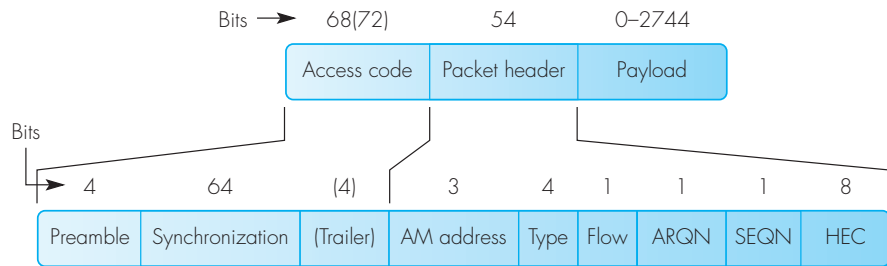 Bits 68(72) 54 0–2744
Access code Packet header Payload
Bits
4 64 (4) 3 4 1 1 1 8
Preamble Synchronization (Trailer) AM address Type Flow ARQN SEQN HEC